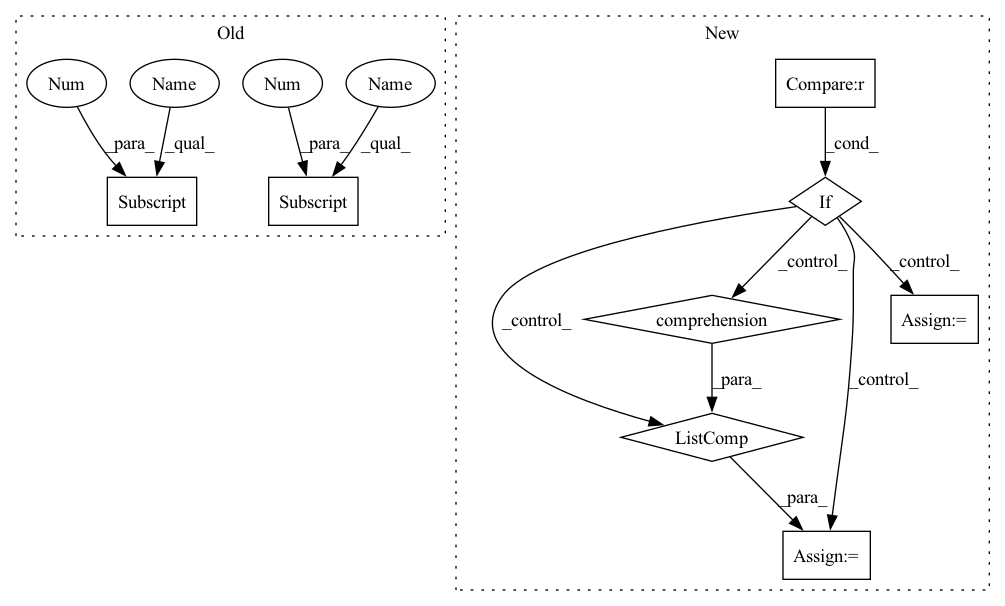 Old
New
Num
Name
Num
Name
Compare:r
_para_
_qual_
_para_
_qual_
_cond_
Subscript
Subscript
If
_control_
_control_
comprehension
Assign:=
_control_
_para_
_control_
ListComp
_para_
Assign:=